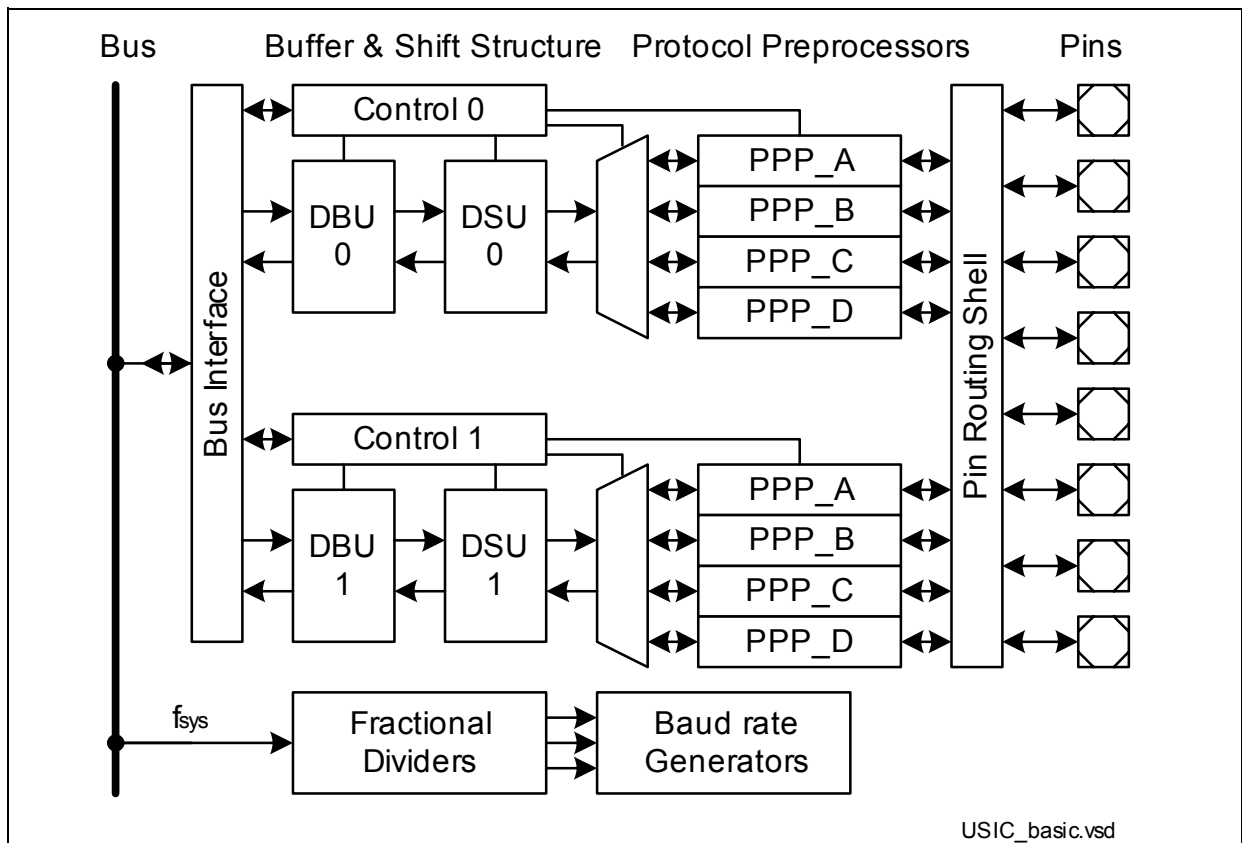 Bus
Buffer & Shift Structure
Protocol Preprocessors
Pins
Bus Interface
Control 0
DBU
0
DSU
0
PPP_A
PPP_B
PPP_C
PPP_D
Pin Routing Shell
Control 1
DBU
1
DSU
1
PPP_A
PPP_B
PPP_C
PPP_D
fsys
Fractional
Dividers
Baud rate
Generators
USIC_basic.vsd